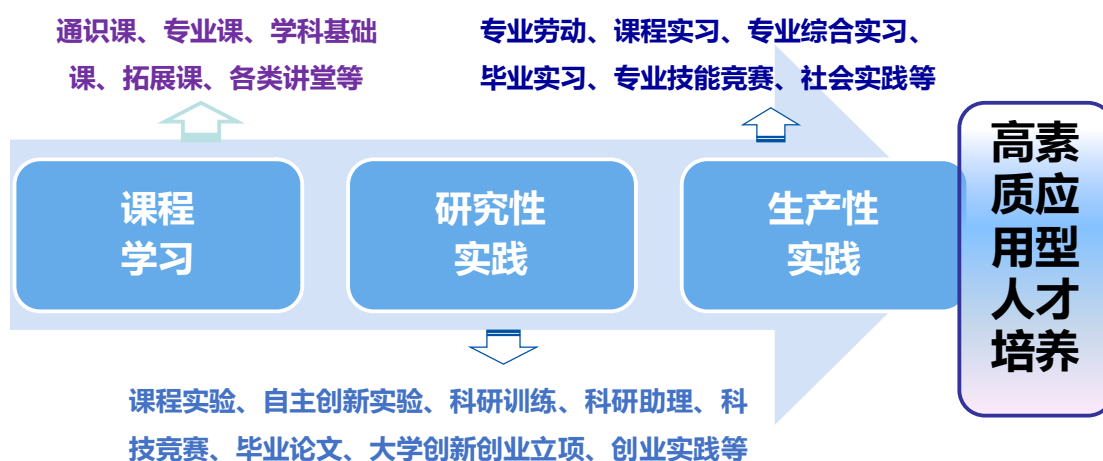 通识课、专业课、学科基础
课、拓展课、各类讲堂等
专业劳动、课程实习、专业综合实习、
毕业实习、专业技能竞赛、社会实践等
课程
学习
研究性
实践
生产性
实践
高素
质应
用型
人才
培养
课程实验、自主创新实验、科研训练、科研助理、科
技竞赛、毕业论文、大学创新创业立项、创业实践等